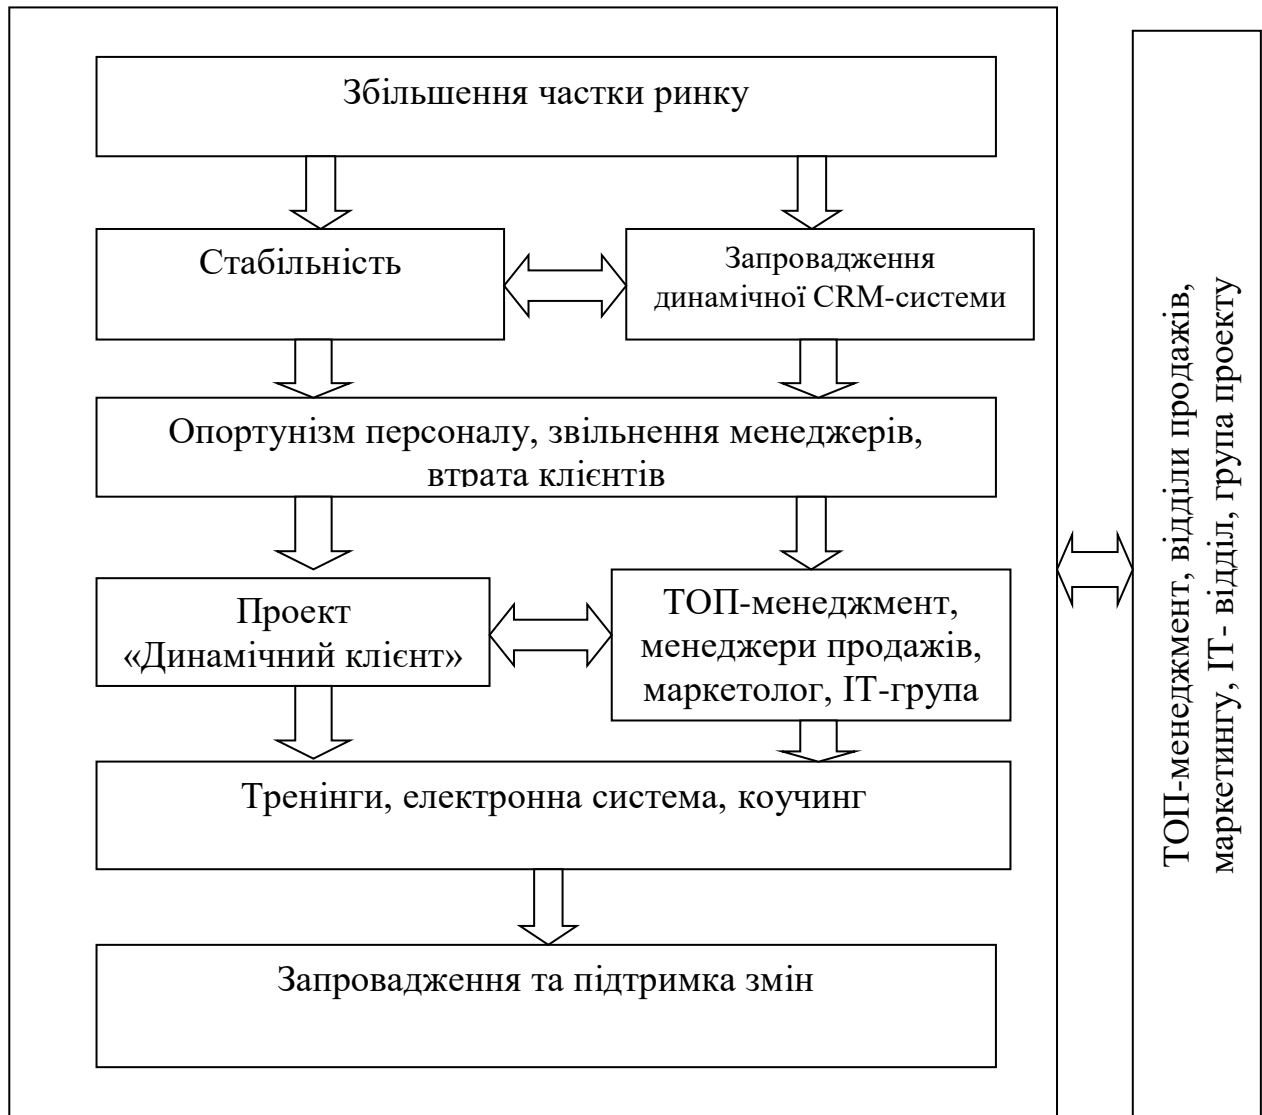 Збільшення частки ринку
Стабільність
Запровадження
динамічної CRM-системи
Опортунізм персоналу, звільнення менеджерів,
втрата клієнтів
Проект
«Динамічний клієнт»
ТОП-менеджмент,
менеджери продажів,
маркетолог, ІТ-група
Тренінги, електронна система, коучинг
Запровадження та підтримка змін
ТОП-менеджмент, відділи продажів,
маркетингу, ІТ- відділ, група проекту